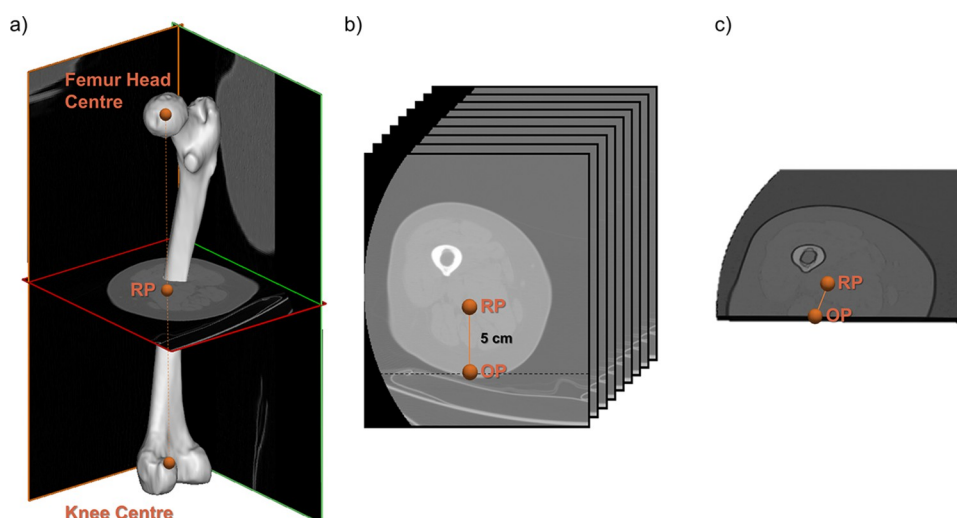 a)
Femur Head
Centre
RP
Knee Centre
b)
RP
5 cm
OP
c)
RP
OP